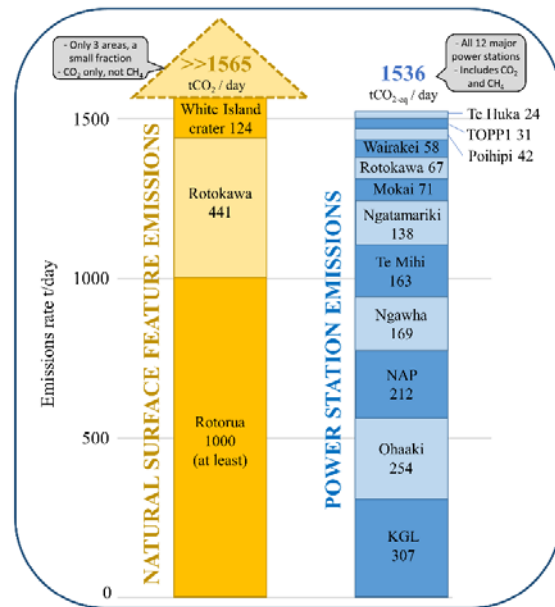 - Only 3 areas, a
small fraction
- CO₂ only, not CH₄
>>1565
tCO₂ / day
- All 12 major
power stations
- Includes CO₂
and CH₄
1536
tCO₂₋eq / day
Emissions rate t/day
1500
1000
500
0
NATURAL SURFACE FEATURE EMISSIONS
White Island
crater 124
Rotokawa
441
Rotorua
1000
(at least)
POWER STATION EMISSIONS
Te Huka 24
TOPP1 31
Poihipi 42
Wairakei 58
Rotokawa 67
Mokai 71
Ngatamariki
138
Te Mihi
163
Ngawha
169
NAP
212
Ohaaki
254
KGL
307